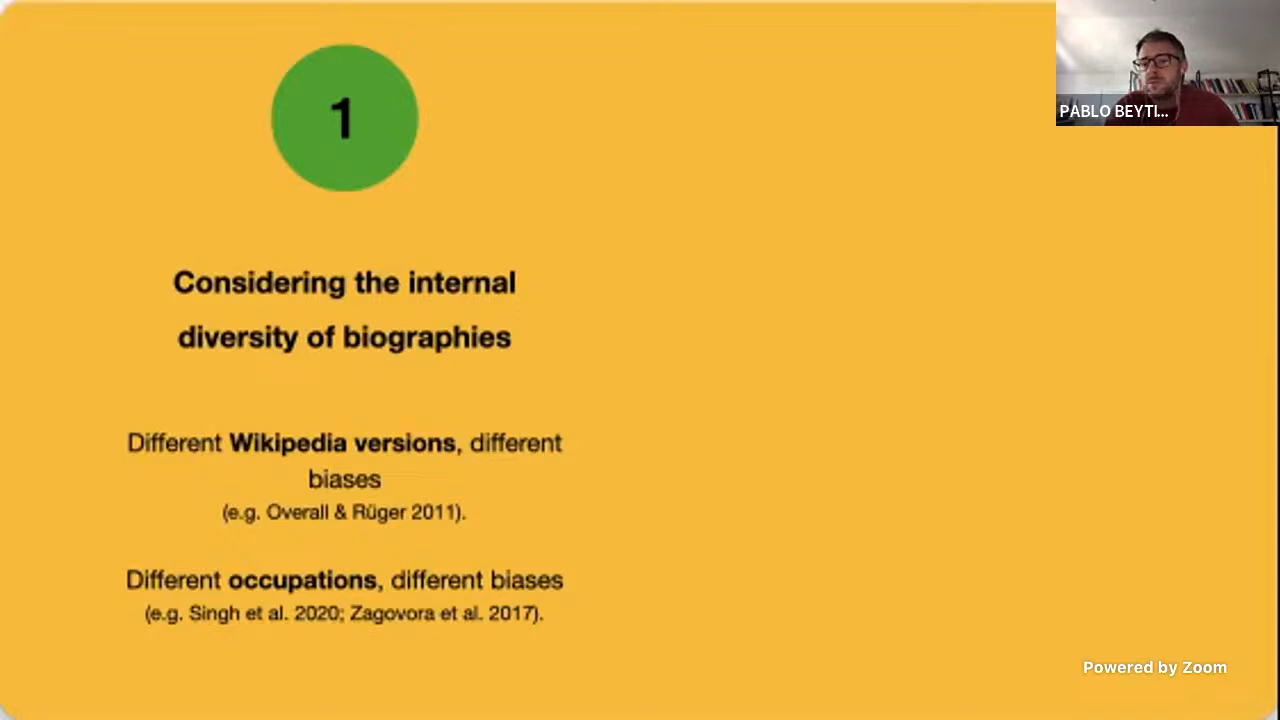 1
PABLO BEYTI...
Considering the internal
diversity of biographies
Different Wikipedia versions, different
biases
(e.g. Overall & Rüger 2011).
Different occupations, different biases
(e.g. Singh et al. 2020; Zagovora et al. 2017).
Powered by Zoom